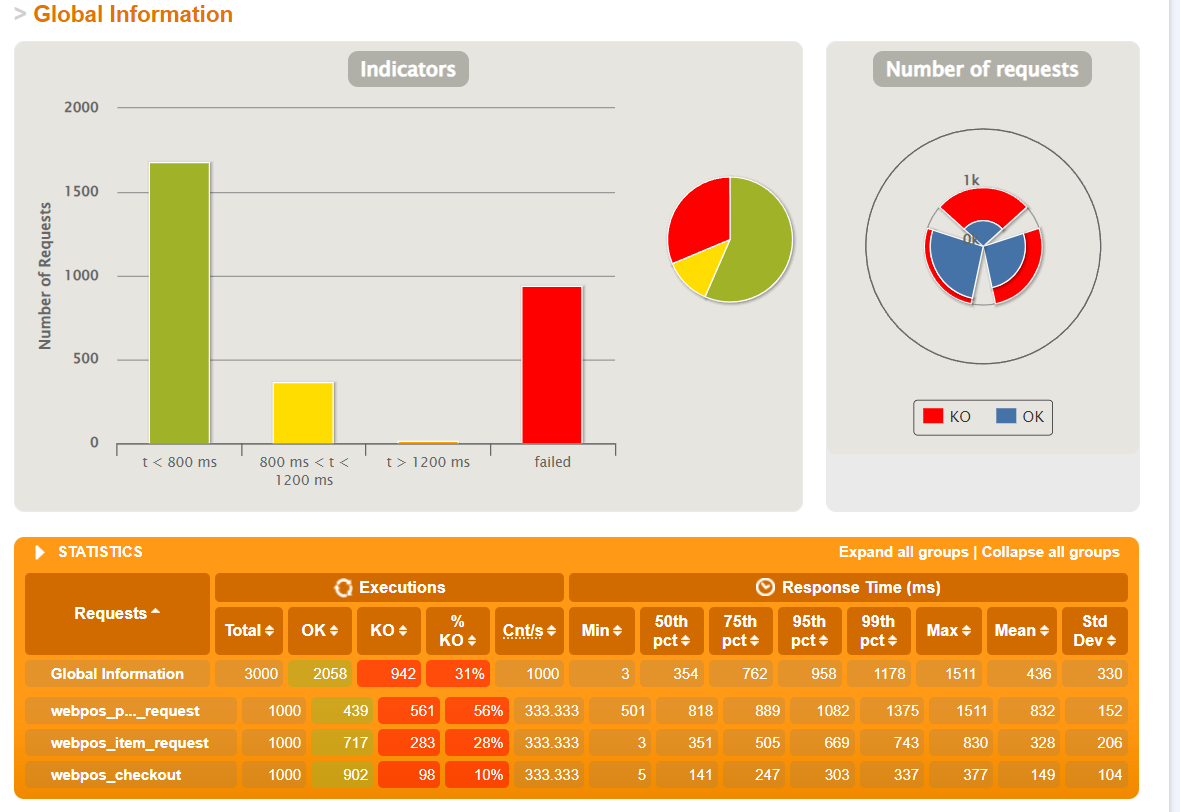 > Global Information
Indicators
Number of Requests
2000
1500
1000
500
0
t < 800 ms
800 ms < t <
1200 ms
t > 1200 ms
failed
Number of requests
1k
0k
KO OK
STATISTICS
Expand all groups | Collapse all groups
Requests
Executions
Response Time (ms)
Total OK KO % KO Cnt/s Min 50th pct 75th pct 95th pct 99th pct Max Mean Std Dev
Global Information 3000 2058 942 31% 1000 3 354 762 958 1178 1511 436 330
webpos_p..._request 1000 439 561 56% 333.333 501 818 889 1082 1375 1511 832 152
webpos_item_request 1000 717 283 28% 333.333 3 351 505 669 743 830 328 206
webpos_checkout 1000 902 98 10% 333.333 5 141 247 303 337 377 149 104